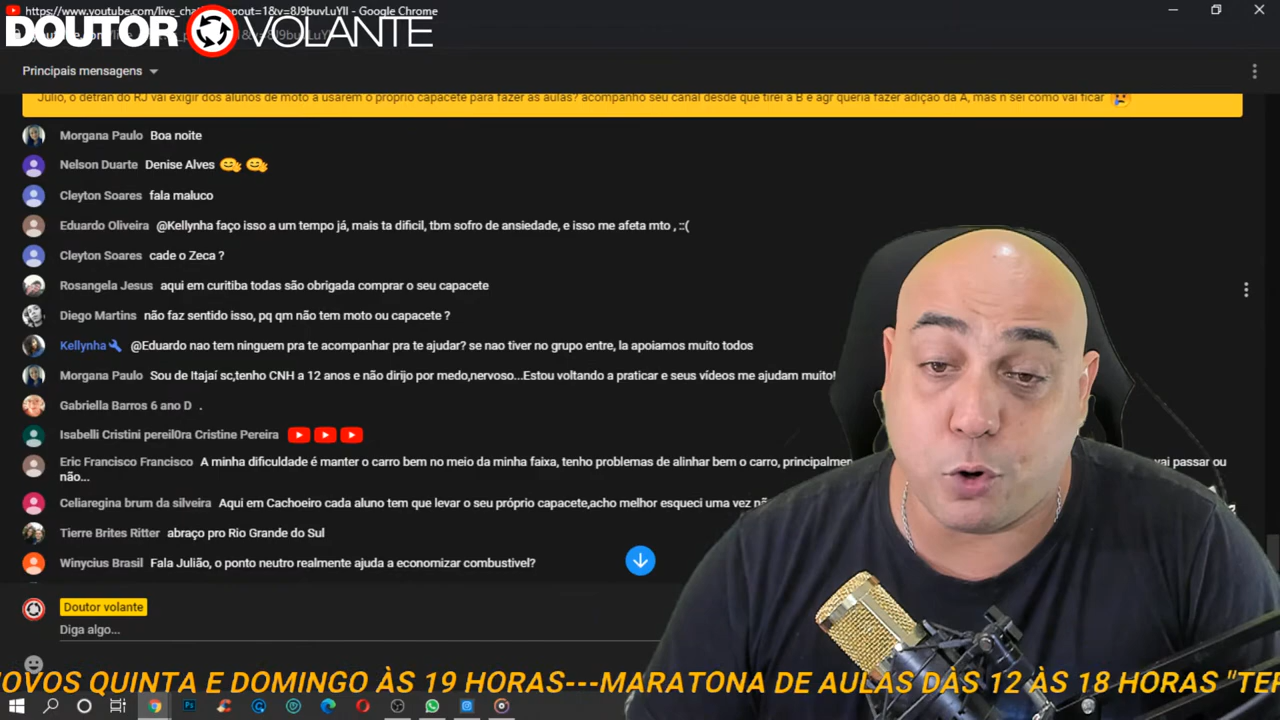 https://www.youtube.com/live_cha
popout=1&v=8J9buvLuYII - Google Chrome
DOUTOR VOLANTE
Principais mensagens
Julio, o detran do RJ vai exigir dos alunos de moto a usarem o proprio capacete para fazer as aulas? acompanho seu canal desde que tirei a B e agr queria fazer adição da A, mas n sei como vai ficar
Morgana Paulo Boa noite
Nelson Duarte Denise Alves
Cleyton Soares fala maluco
Eduardo Oliveira @Kellynha faço isso a um tempo já, mais ta dificil, tbm sofro de ansiedade, e isso me afeta mto , ::(
Cleyton Soares cade o Zeca ?
Rosangela Jesus aqui em curitiba todas são obrigada comprar o seu capacete
Diego Martins não faz sentido isso, pq qm não tem moto ou capacete ?
Kellynha @Eduardo nao tem ninguem pra te acompanhar pra te ajudar? se nao tiver no grupo entre, la apoiamos muito todos
Morgana Paulo Sou de Itajaí sc,tenho CNH a 12 anos e não dirijo por medo,nervoso...Estou voltando a praticar e seus vídeos me ajudam muito!
Gabriella Barros 6 ano D .
Isabelli Cristini pereil0ra Cristine Pereira
Eric Francisco Francisco A minha dificuldade é manter o carro bem no meio da minha faixa, tenho problemas de alinhar bem o carro, principalmen vai passar ou
não...
Celiaregina brum da silveira Aqui em Cachoeiro cada aluno tem que levar o seu próprio capacete,acho melhor esqueci uma vez nã
Tierre Brites Ritter abraço pro Rio Grande do Sul
Winycius Brasil Fala Julião, o ponto neutro realmente ajuda a economizar combustivel?
Doutor volante
Diga algo...
OVOS QUINTA E DOMINGO ÀS 19 HORAS---MARATONA DE AULAS DAS 12 ÀS 18 HORAS "TER